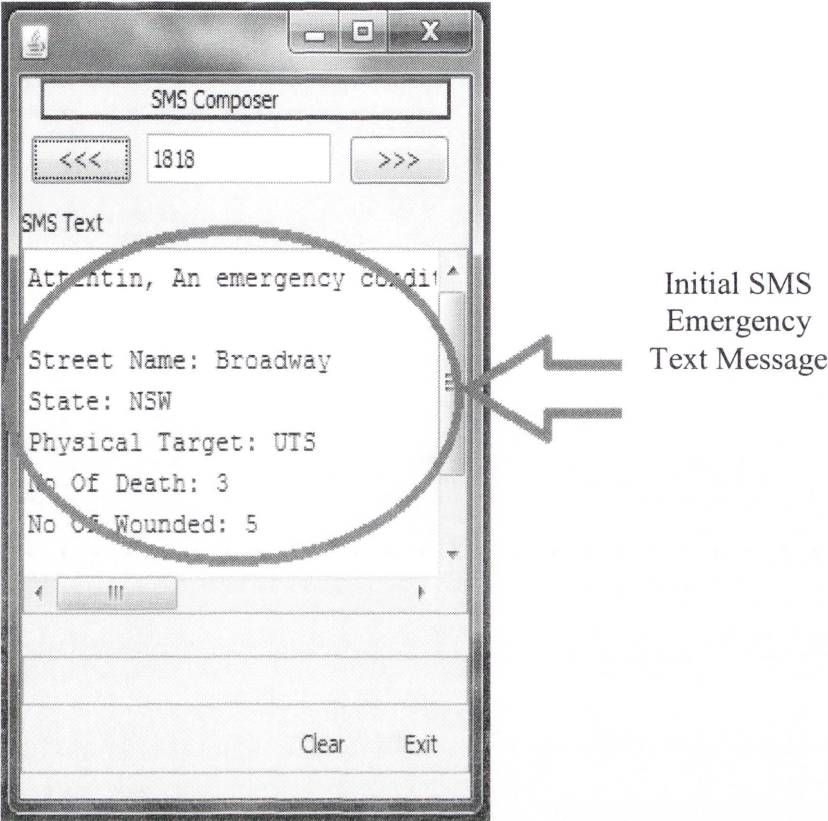 SMS Composer
<<< 1818 >>>
SMS Text
Attentin, An emergency condit
Street Name: Broadway
State: NSW
Physical Target: UTS
No Of Death: 3
No Of Wounded: 5
Clear Exit
Initial SMS
Emergency
Text Message